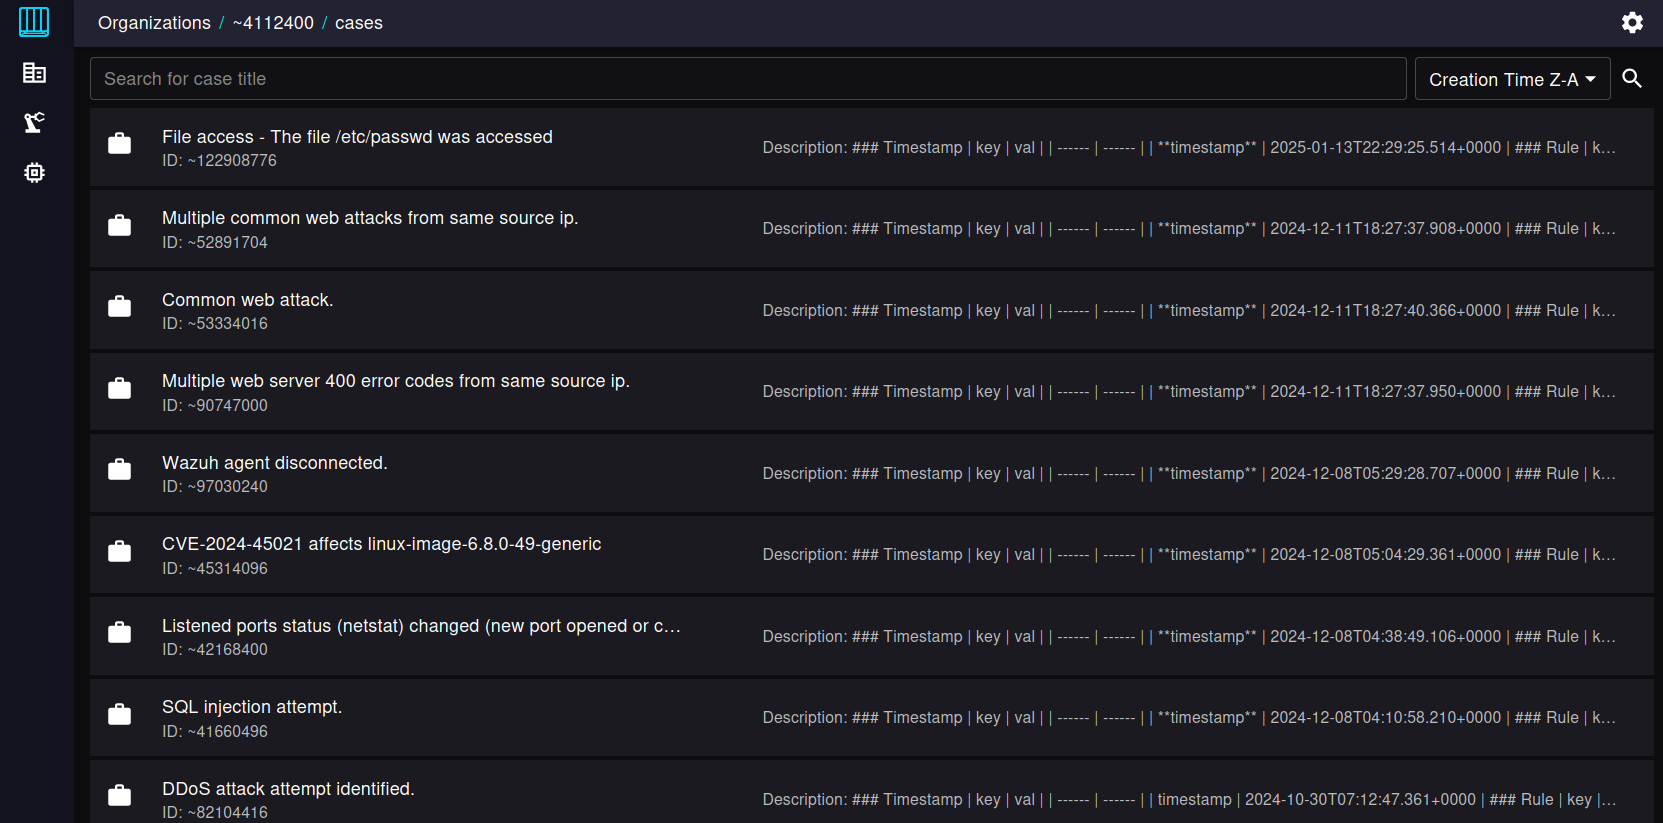 Organizations / ~4112400 / cases
Search for case title
Creation Time Z-A
File access - The file /etc/passwd was accessed
ID: ~122908776
Description: ### Timestamp | key | val | | ------ | ------ | | **timestamp** | 2025-01-13T22:29:25.514+0000 | ### Rule | k...
Multiple common web attacks from same source ip.
ID: ~52891704
Description: ### Timestamp | key | val | | ------ | ------ | | **timestamp** | 2024-12-11T18:27:37.908+0000 | ### Rule | k...
Common web attack.
ID: ~53334016
Description: ### Timestamp | key | val | | ------ | ------ | | **timestamp** | 2024-12-11T18:27:40.366+0000 | ### Rule | k...
Multiple web server 400 error codes from same source ip.
ID: ~90747000
Description: ### Timestamp | key | val | | ------ | ------ | | **timestamp** | 2024-12-11T18:27:37.950+0000 | ### Rule | k...
Wazuh agent disconnected.
ID: ~97030240
Description: ### Timestamp | key | val | | ------ | ------ | | **timestamp** | 2024-12-08T05:29:28.707+0000 | ### Rule | k...
CVE-2024-45021 affects linux-image-6.8.0-49-generic
ID: ~45314096
Description: ### Timestamp | key | val | | ------ | ------ | | **timestamp** | 2024-12-08T05:04:29.361+0000 | ### Rule | k...
Listened ports status (netstat) changed (new port opened or c...
ID: ~42168400
Description: ### Timestamp | key | val | | ------ | ------ | | **timestamp** | 2024-12-08T04:38:49.106+0000 | ### Rule | k...
SQL injection attempt.
ID: ~41660496
Description: ### Timestamp | key | val | | ------ | ------ | | **timestamp** | 2024-12-08T04:10:58.210+0000 | ### Rule | k...
DDoS attack attempt identified.
ID: ~82104416
Description: ### Timestamp | key | val | | ------ | ------ | | timestamp | 2024-10-30T07:12:47.361+0000 | ### Rule | key |...